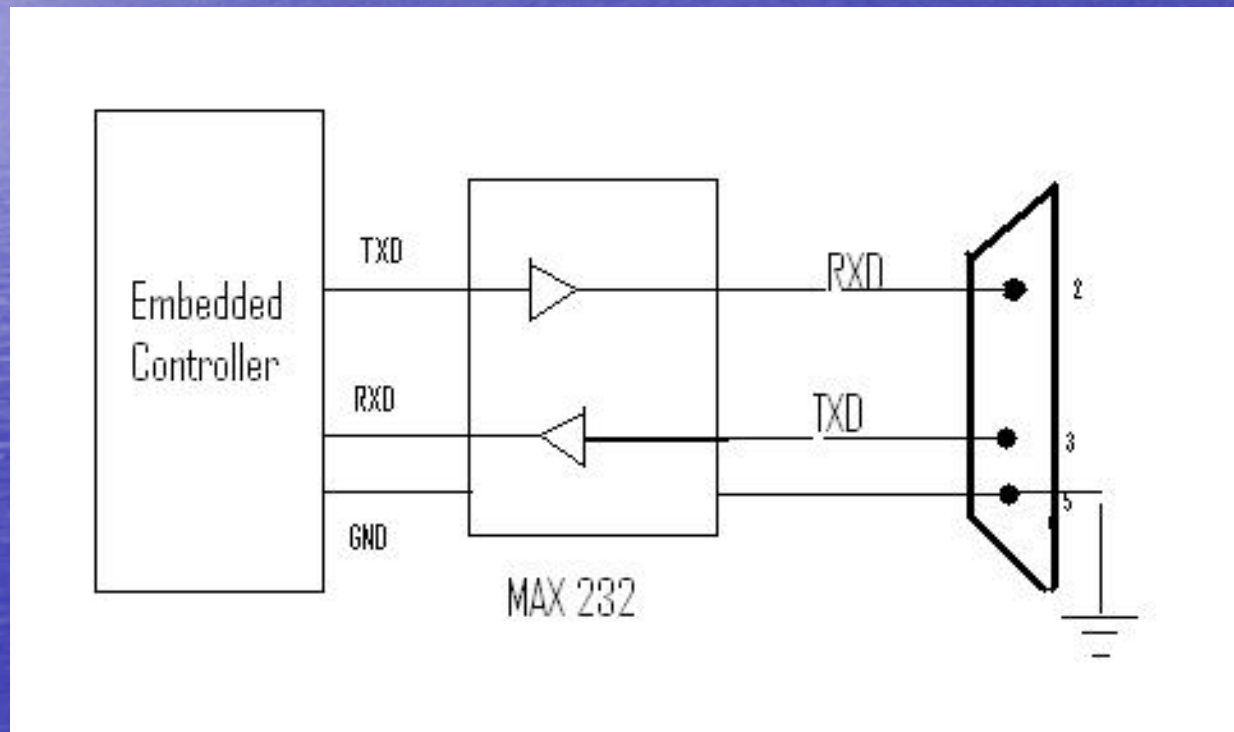 TXD
RXD
2
Embedded
Controller
RXD
TXD
3
5
GND
MAX 232